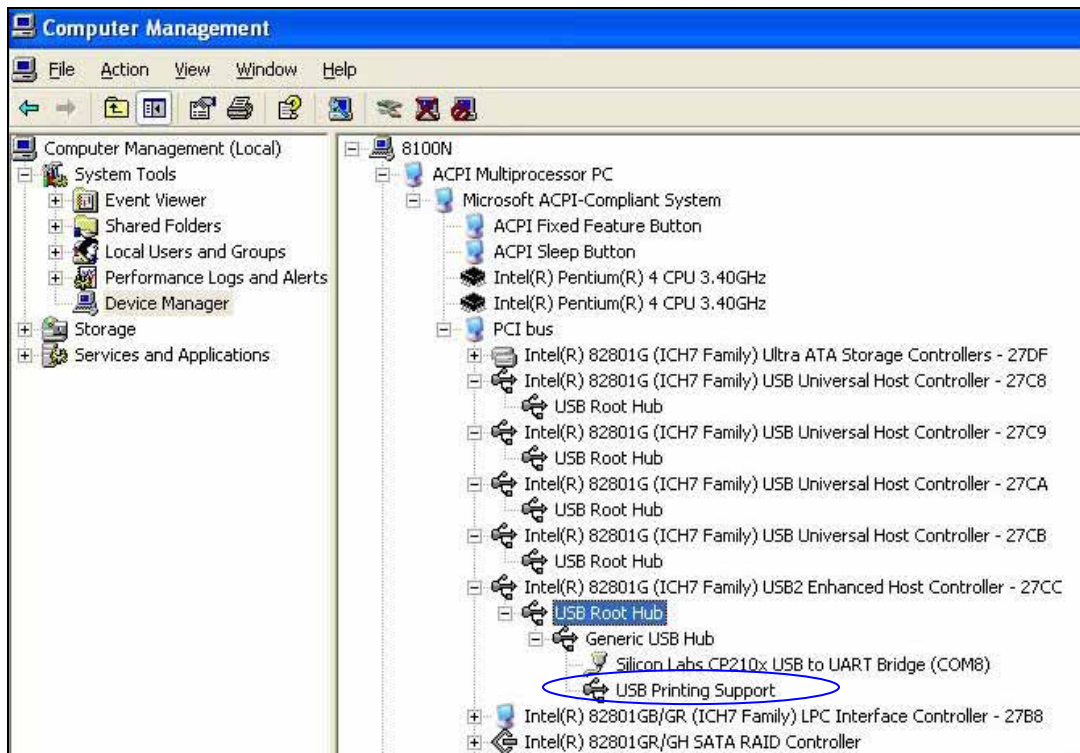 Computer Management
File Action View Window Help
Computer Management (Local)
System Tools
Event Viewer
Shared Folders
Local Users and Groups
Performance Logs and Alerts
Device Manager
Storage
Services and Applications
8100N
ACPI Multiprocessor PC
Microsoft ACPI-Compliant System
ACPI Fixed Feature Button
ACPI Sleep Button
Intel(R) Pentium(R) 4 CPU 3.40GHz
Intel(R) Pentium(R) 4 CPU 3.40GHz
PCI bus
Intel(R) 82801G (ICH7 Family) Ultra ATA Storage Controllers - 27DF
Intel(R) 82801G (ICH7 Family) USB Universal Host Controller - 27C8
USB Root Hub
Intel(R) 82801G (ICH7 Family) USB Universal Host Controller - 27C9
USB Root Hub
Intel(R) 82801G (ICH7 Family) USB Universal Host Controller - 27CA
USB Root Hub
Intel(R) 82801G (ICH7 Family) USB Universal Host Controller - 27CB
USB Root Hub
Intel(R) 82801G (ICH7 Family) USB2 Enhanced Host Controller - 27CC
USB Root Hub
Generic USB Hub
Silicon Labs CP210x USB to UART Bridge (COM8)
USB Printing Support
Intel(R) 82801GB/GR (ICH7 Family) LPC Interface Controller - 27B8
Intel(R) 82801GR/GH SATA RAID Controller